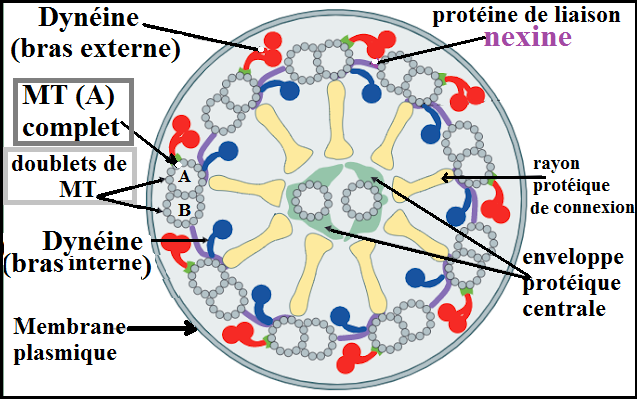 Dynéine
(bras externe)
protéine de liaison
nexine
MT (A)
complet
doublets de
MT
A
B
rayon
protéique
de connexion
Dynéine
(bras interne)
enveloppe
protéique
centrale
Membrane
plasmique